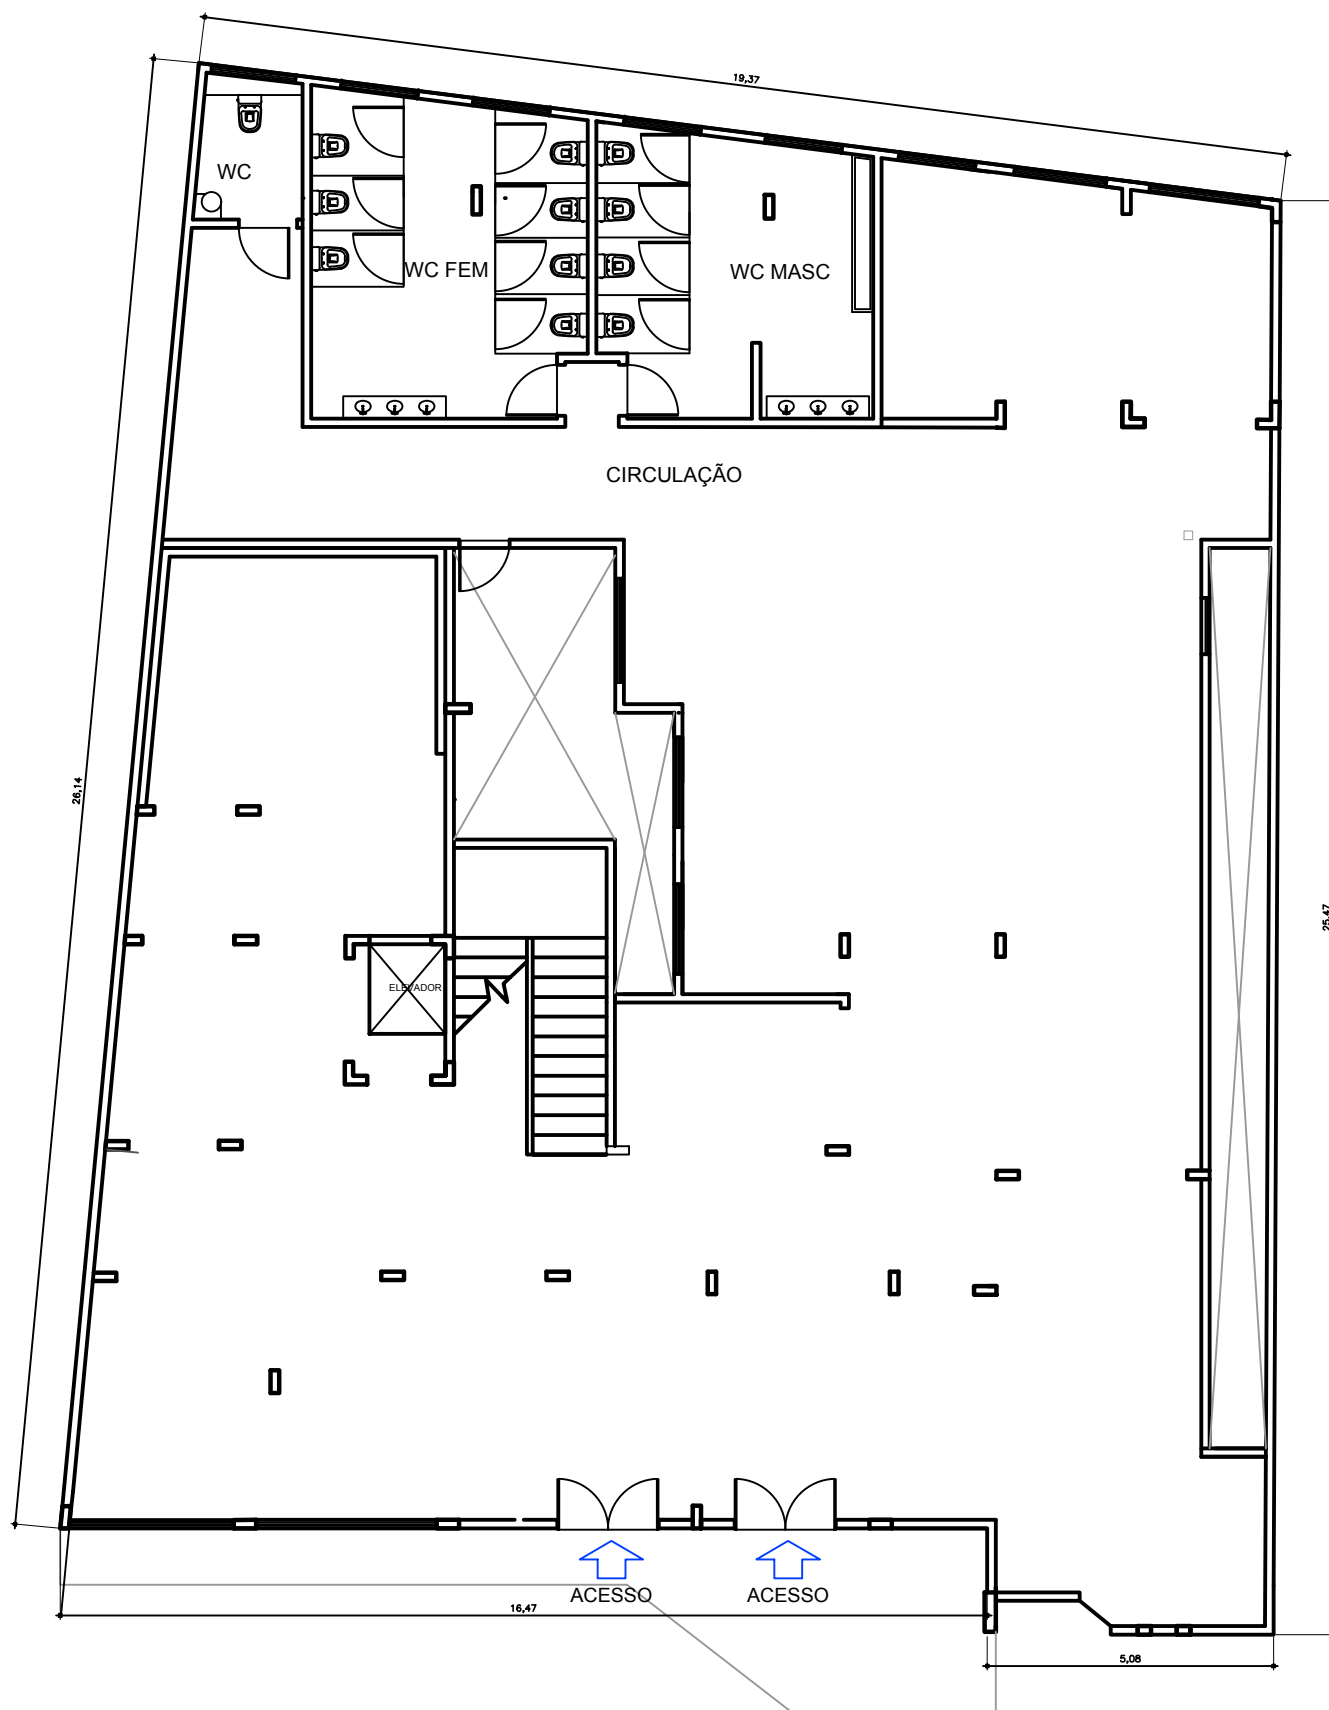 19,37
WC
WC FEM
WC MASC
CIRCULAÇÃO
26,14
25,47
ELEVADOR
ACESSO
ACESSO
16,47
5,08